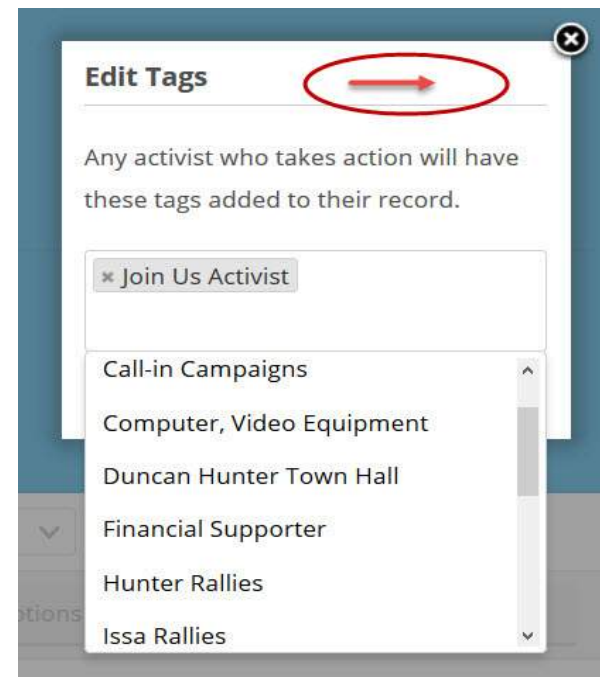 Edit Tags
Any activist who takes action will have
these tags added to their record.
× Join Us Activist
Call-in Campaigns
Computer, Video Equipment
Duncan Hunter Town Hall
Financial Supporter
Hunter Rallies
otions
Issa Rallies